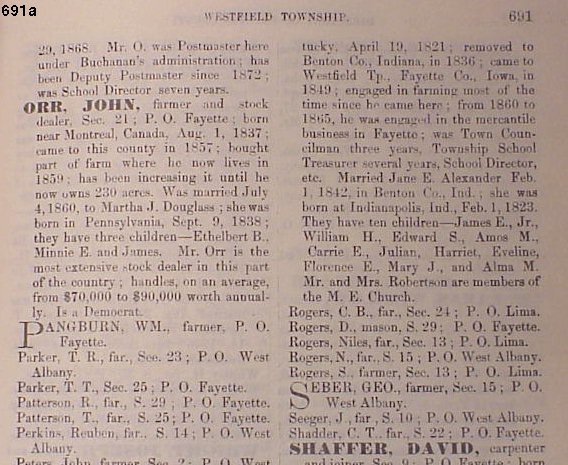 691a
WESTFIELD TOWNSHIP.
691
29, 1868. Mr. O. was Postmaster here
under Buchanan's administration; has
been Deputy Postmaster since 1872;
was School Director seven years.
ORR, JOHN, farmer and stock
dealer, Sec. 21; P. O. Fayette; born
near Montreal, Canada, Aug. 1, 1837;
came to this county in 1857; bought
part of farm where he now lives in
1859; has been increasing it until he
now owns 230 acres. Was married July
4, 1860, to Martha J. Douglass; she was
born in Pennsylvania, Sept. 9, 1838;
they have three children—Ethelbert B.,
Minnie E. and James. Mr. Orr is the
most extensive stock dealer in this part
of the country; handles, on an average,
from $70,000 to $90,000 worth annual-
ly. Is a Democrat.
PANGBURN, WM., farmer, P. O.
Fayette.
Parker, T. R., far., Sec. 23; P. O. West
Albany.
Parker, T. T., Sec. 25; P. O. Fayette.
Patterson, R., far., S. 29; P. O. Fayette.
Patterson, T., far., S. 25; P. O. Fayette.
Perkins, Reuben, far., S. 14; P. O. West
Albany.
Peters, John, farmer, Sec. 2; P. O. West
tucky, April 19, 1821; removed to
Benton Co., Indiana, in 1836; came to
Westfield Tp., Fayette Co., Iowa, in
1849; engaged in farming most of the
time since he came here; from 1860 to
1865, he was engaged in the mercantile
business in Fayette; was Town Coun-
cilman three years, Township School
Treasurer several years, School Director,
etc. Married Jane E. Alexander Feb.
1, 1842, in Benton Co., Ind.; she was
born at Indianapolis, Ind., Feb. 1, 1823.
They have ten children—James E., Jr.,
William H., Edward S., Amos M.,
Carrie E., Julian, Harriet, Eveline,
Florence E., Mary J., and Alma M.
Mr. and Mrs. Robertson are members of
the M. E. Church.
Rogers, C. B., far., Sec. 24; P. O. Lima.
Rogers, D., mason, S. 29; P. O. Fayette.
Rogers, Niles, far., Sec. 13; P. O. Lima.
Rogers, N., far., S. 15; P. O. West Albany.
Rogers, S., farmer, Sec. 13; P. O. Lima.
SEBER, GEO., farmer, Sec. 15; P. O.
West Albany.
Seeger, J., far., S. 10; P. O. West Albany.
Shadder, C. T., far., S. 22; P. O. Fayette.
SHAFFER, DAVID, carpenter
and joiner, Sec. 9; P. O. Fayette; born